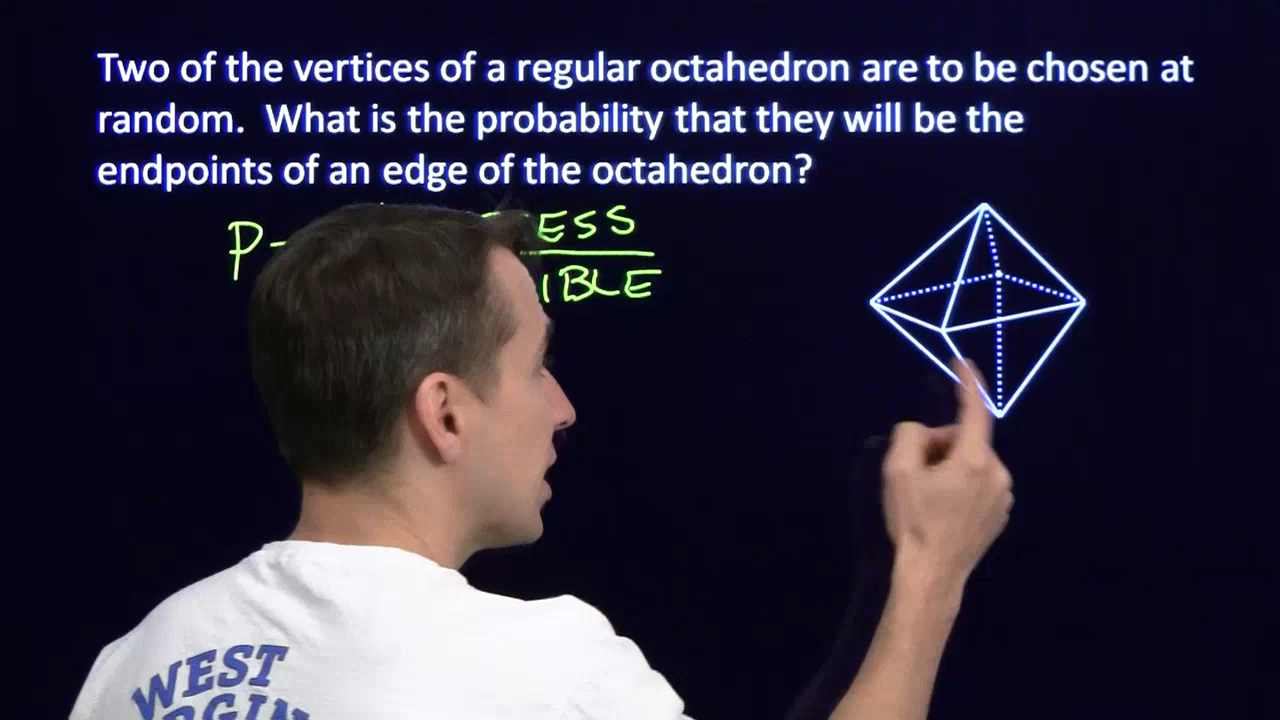 Two of the vertices of a regular octahedron are to be chosen at
random. What is the probability that they will be the
endpoints of an edge of the octahedron?
P ESS
IBLE
WEST